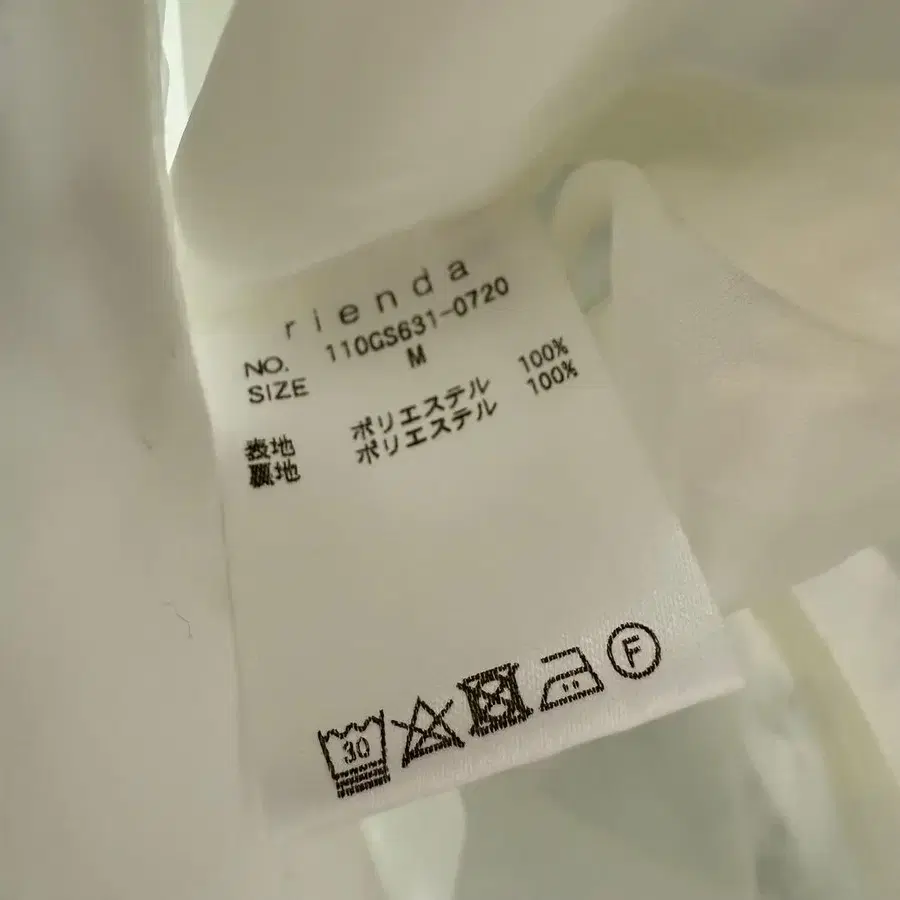 rienda
NO. 110GS631-0720
SIZE M
表地 ポリエステル 100%
裏地 ポリエステル 100%
30
F